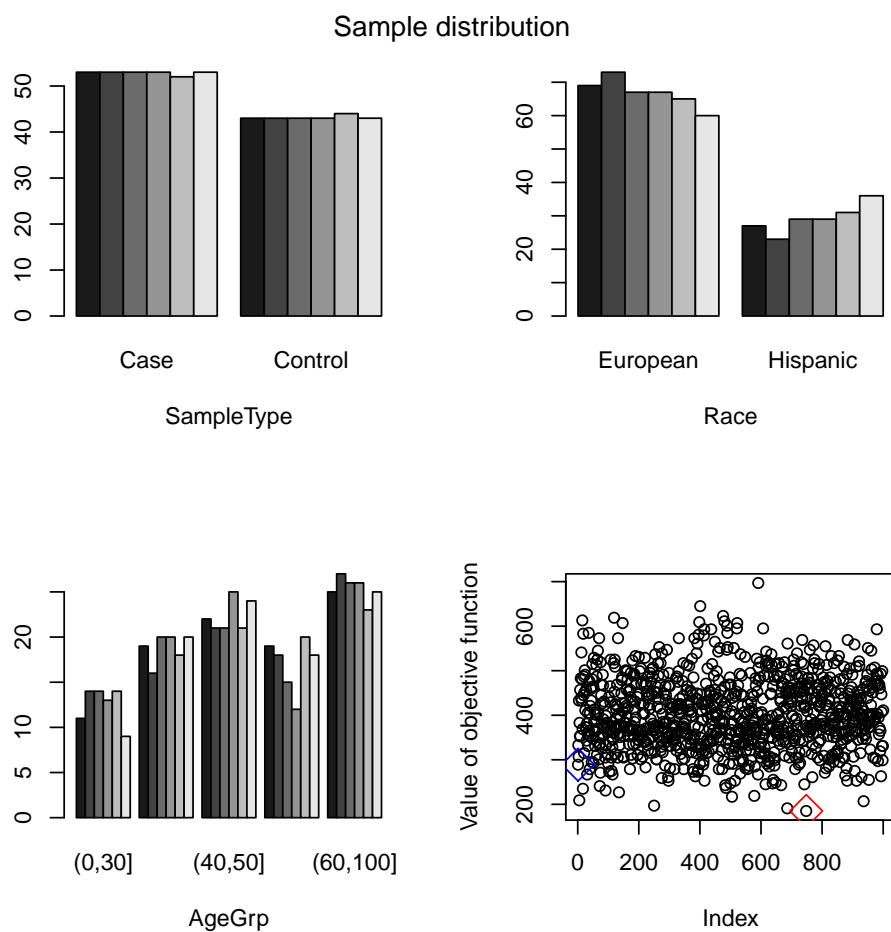 Sample distribution
50
40
30
20
10
0
Case Control
SampleType
60
40
20
0
European Hispanic
Race
20
10
5
0
(0,30] (40,50] (60,100]
AgeGrp
Value of objective function
600
400
200
0 200 400 600 800
Index